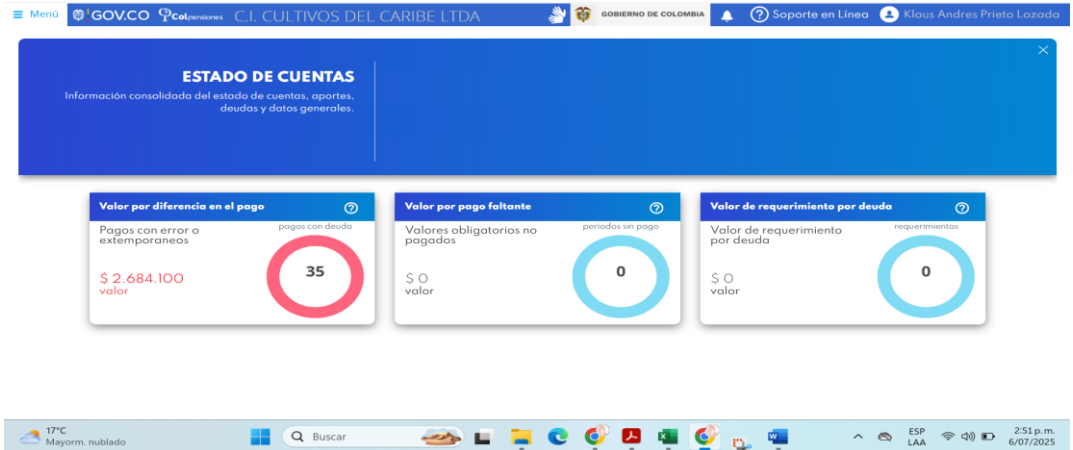 Menú GOV.CO Colpensiones C.I. CULTIVOS DEL CARIBE LTDA GOBIERNO DE COLOMBIA Soporte en Línea Klaus Andres Prieto Lozada
ESTADO DE CUENTAS
Información consolidada del estado de cuentas, aportes,
deudas y datos generales.
Valor por diferencia en el pago
pagos con deuda
Pagos con error o
extemporaneos
35
$ 2.684.100
valor
Valor por pago faltante
periodos sin pago
Valores obligatorios no
pagados
0
$ 0
valor
Valor de requerimiento por deuda
requerimientos
Valor de requerimiento
por deuda
0
$ 0
valor
17°C
Mayorm. nublado
Buscar
ESP
LAA
2:51 p. m.
6/07/2025